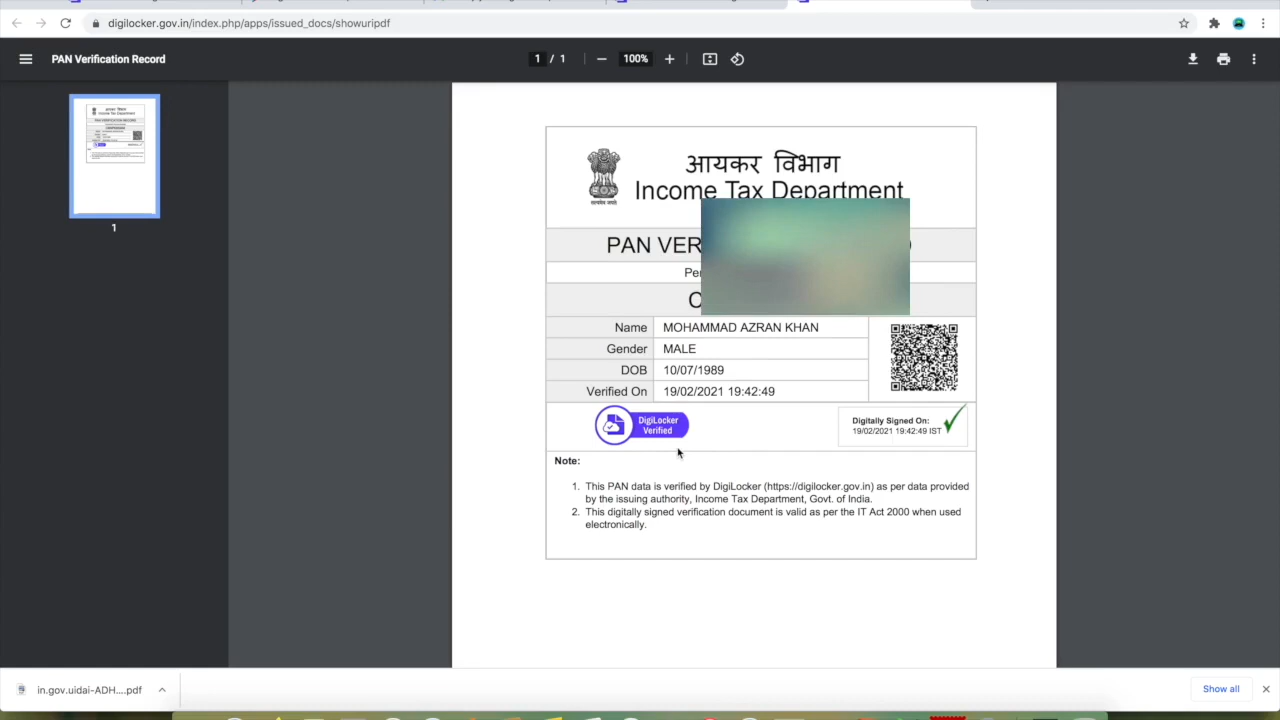 digilocker.gov.in/index.php/apps/issued_docs/showuripdf
PAN Verification Record
1 / 1
100%
1
आयकर विभाग
Income Tax Department
सत्यमेव जयते
PAN VER
Pe
C
Name MOHAMMAD AZRAN KHAN
Gender MALE
DOB 10/07/1989
Verified On 19/02/2021 19:42:49
DigiLocker
Verified
Digitally Signed On:
19/02/2021 19:42:49 IST
Note:
1. This PAN data is verified by DigiLocker (https://digilocker.gov.in) as per data provided
by the issuing authority, Income Tax Department, Govt. of India.
2. This digitally signed verification document is valid as per the IT Act 2000 when used
electronically.
in.gov.uidai-ADH....pdf
Show all